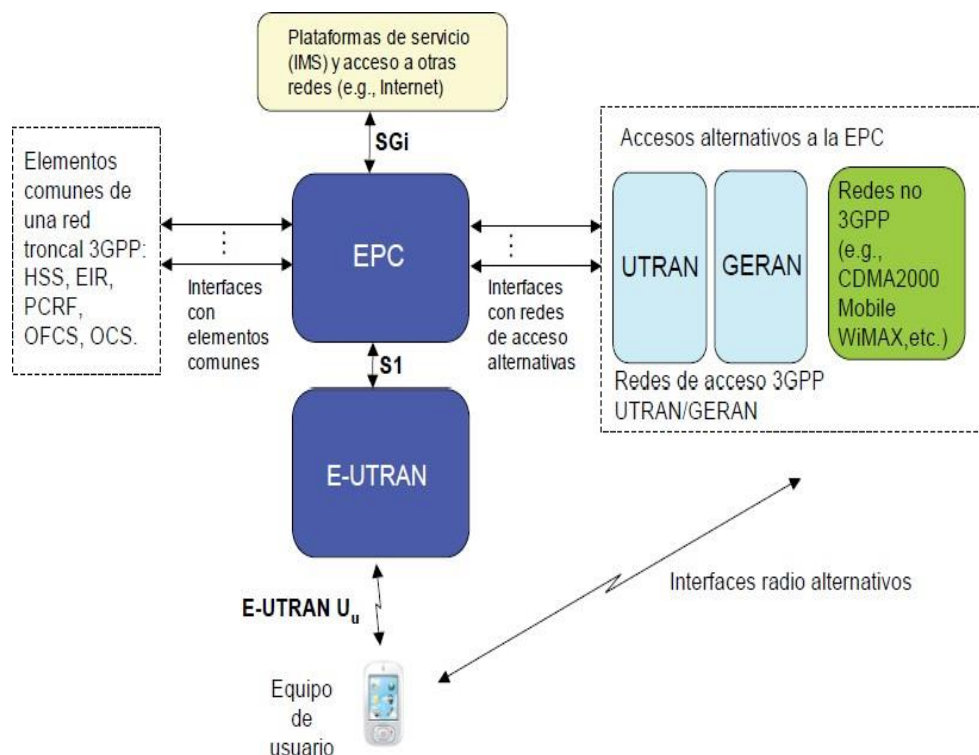 Plataformas de servicio
(IMS) y acceso a otras
redes (e.g., Internet)
SGi
Elementos
comunes de
una red
troncal 3GPP:
HSS, EIR,
PCRF,
OFCS, OCS.
Interfaces
con
elementos
comunes
EPC
Interfaces
con redes
de acceso
alternativas
Accesos alternativos a la EPC
UTRAN
GERAN
Redes no
3GPP
(e.g.,
CDMA2000
Mobile
WiMAX,etc.)
Redes de acceso 3GPP
UTRAN/GERAN
S1
E-UTRAN
E-UTRAN Uu
Interfaces radio alternativos
Equipo
de
usuario